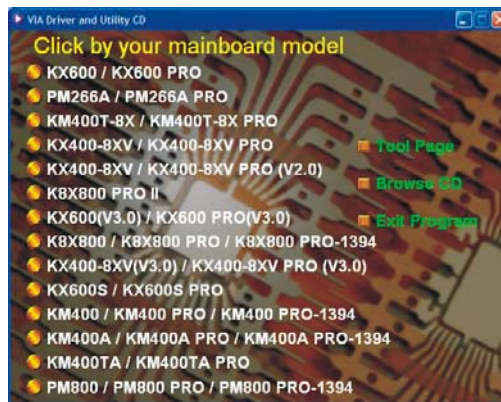 VIA Driver and Utility CD
Click by your mainboard model
KX600 / KX600 PRO
PM266A / PM266A PRO
KM400T-8X / KM400T-8X PRO
KX400-8XV / KX400-8XV PRO
KX400-8XV / KX400-8XV PRO (V2.0)
K8X800 PRO II
KX600(V3.0) / KX600 PRO(V3.0)
K8X800 / K8X800 PRO / K8X800 PRO-1394
KX400-8XV(V3.0) / KX400-8XV PRO (V3.0)
KX600S / KX600S PRO
KM400 / KM400 PRO / KM400 PRO-1394
KM400A / KM400A PRO / KM400A PRO-1394
KM400TA / KM400TA PRO
PM800 / PM800 PRO / PM800 PRO-1394
Tool Page
Browse CD
Exit Program